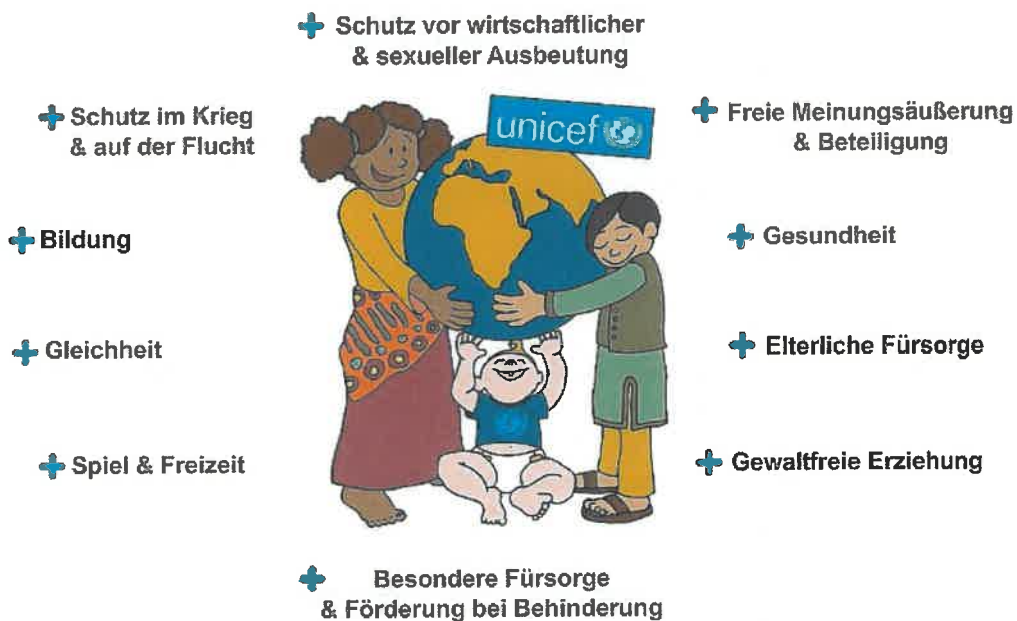 Schutz vor wirtschaftlicher
& sexueller Ausbeutung
Schutz im Krieg
& auf der Flucht
unicef
Freie Meinungsäußerung
& Beteiligung
Bildung
Gesundheit
Gleichheit
Elterliche Fürsorge
Spiel & Freizeit
Gewaltfreie Erziehung
Besondere Fürsorge
& Förderung bei Behinderung